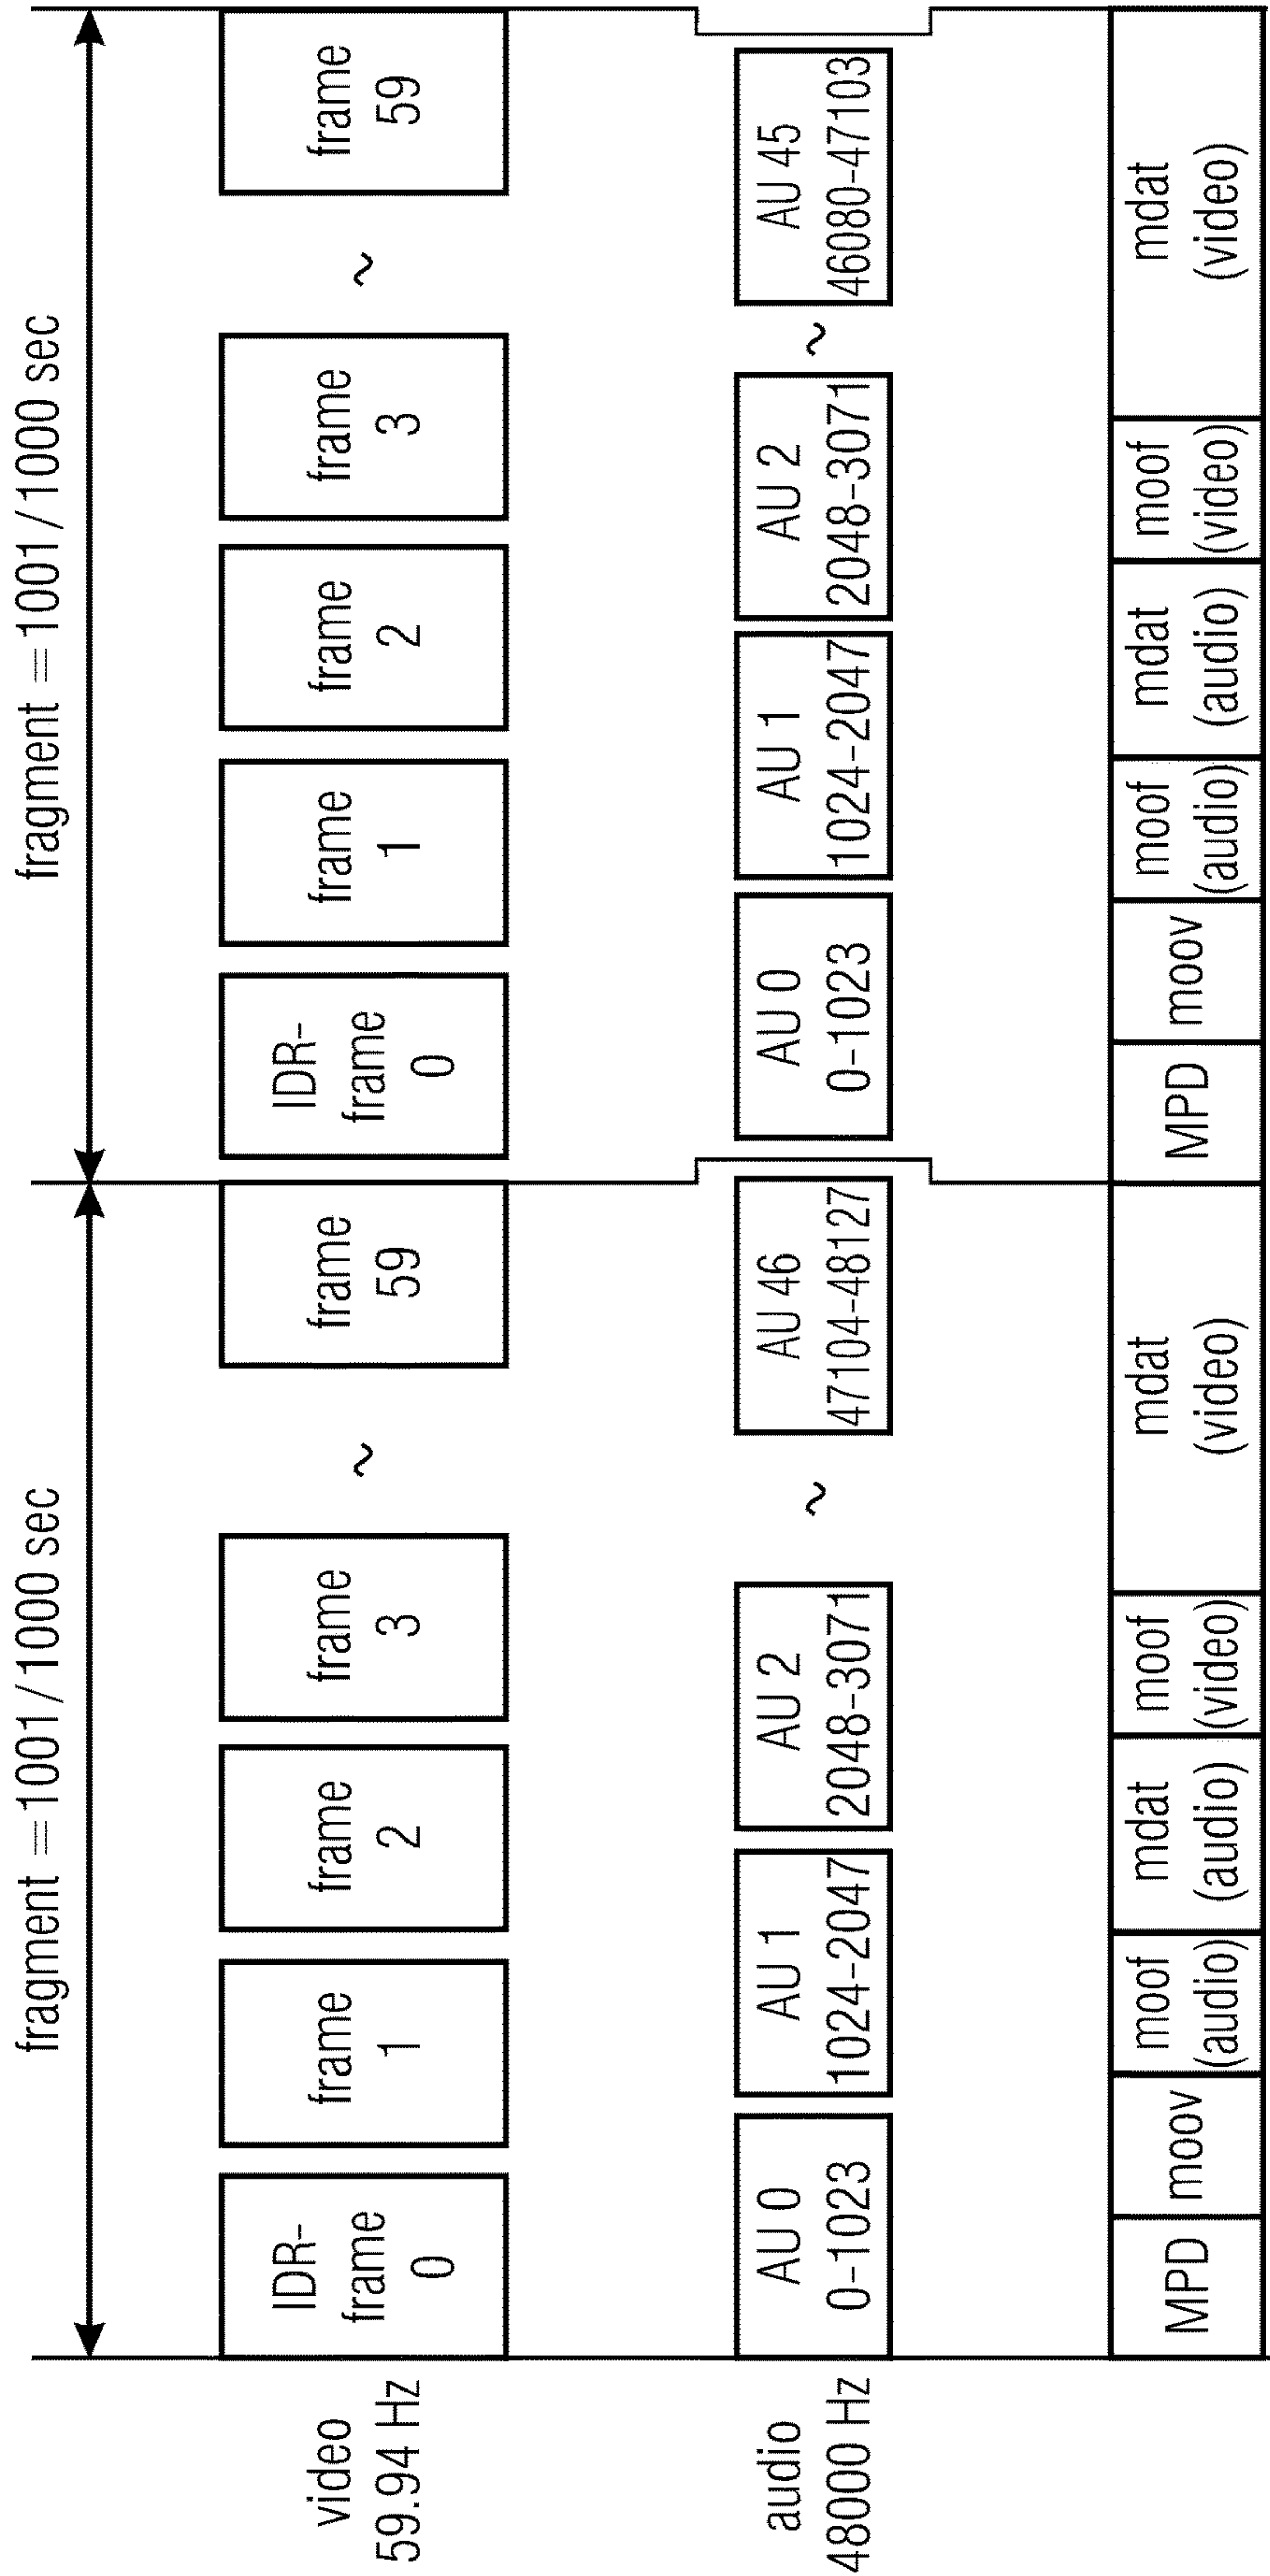 fragment = 1001/1000 sec
fragment = 1001/1000 sec
video
59.94 Hz
IDR-
frame
0
frame
1
frame
2
frame
3
~
frame
59
IDR-
frame
0
frame
1
frame
2
frame
3
~
frame
59
audio
48000 Hz
AU 0
0-1023
AU 1
1024-2047
AU 2
2048-3071
~
AU 46
47104-48127
AU 0
0-1023
AU 1
1024-2047
AU 2
2048-3071
~
AU 45
46080-47103
MPD
moov
moof
(audio)
mdat
(audio)
moof
(video)
mdat
(video)
MPD
moov
moof
(audio)
mdat
(audio)
moof
(video)
mdat
(video)